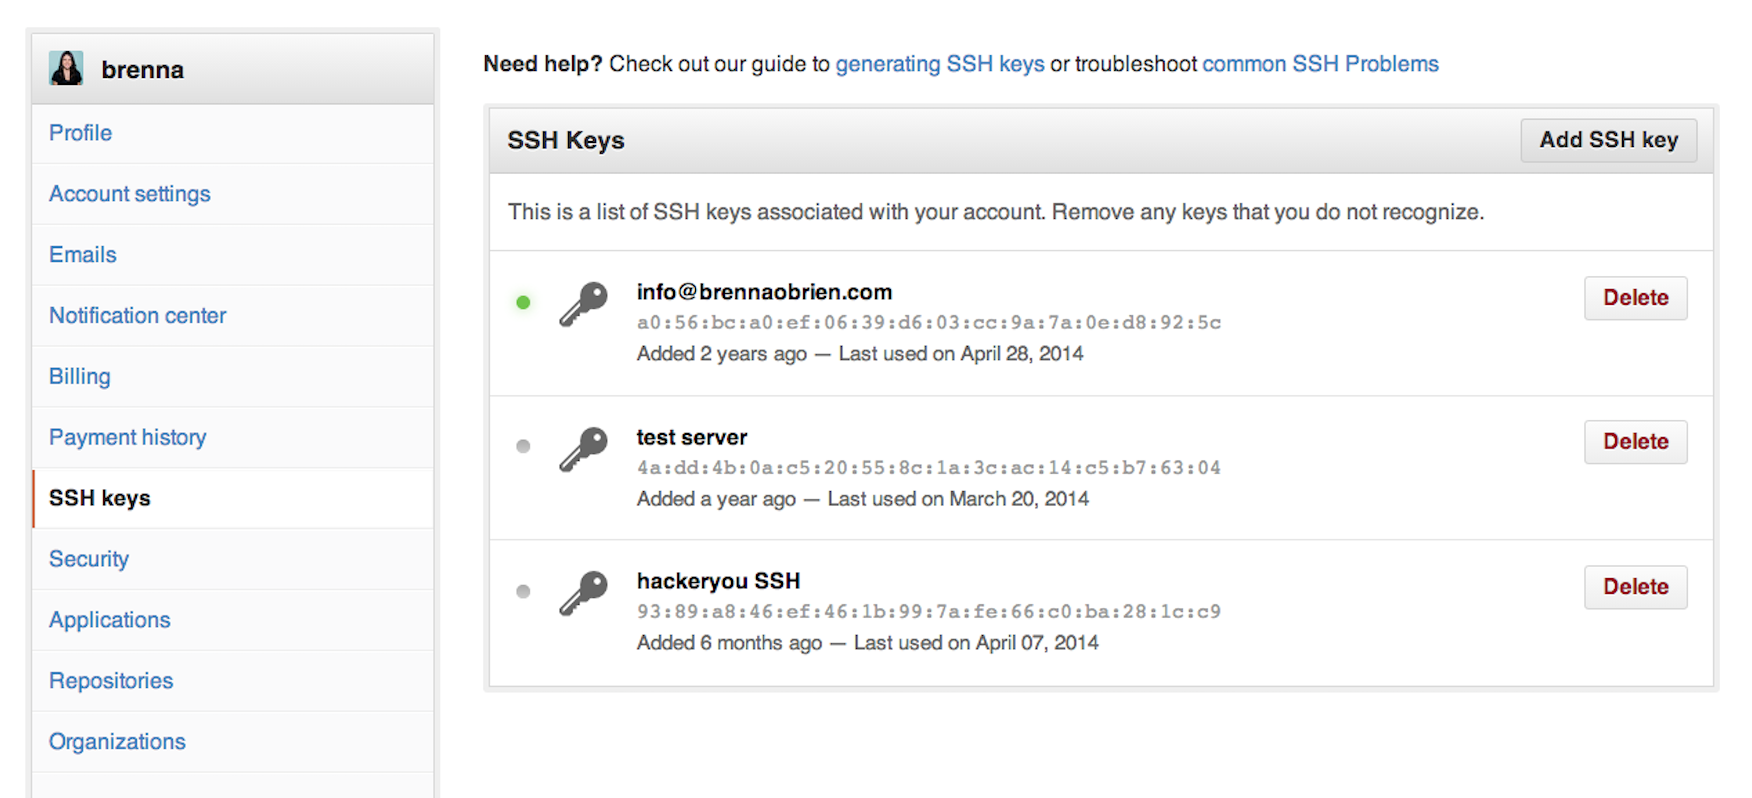 brenna
Profile
Account settings
Emails
Notification center
Billing
Payment history
SSH keys
Security
Applications
Repositories
Organizations
Need help? Check out our guide to generating SSH keys or troubleshoot common SSH Problems
SSH Keys
Add SSH key
This is a list of SSH keys associated with your account. Remove any keys that you do not recognize.
info@brennaobrien.com
Delete
a0:56:bc:a0:ef:06:39:d6:03:cc:9a:7a:0e:d8:92:5c
Added 2 years ago — Last used on April 28, 2014
test server
Delete
4a:dd:4b:0a:c5:20:55:8c:1a:3c:ac:14:c5:b7:63:04
Added a year ago — Last used on March 20, 2014
hackeryou SSH
Delete
93:89:a8:46:ef:46:1b:99:7a:fe:66:c0:ba:28:1c:c9
Added 6 months ago — Last used on April 07, 2014